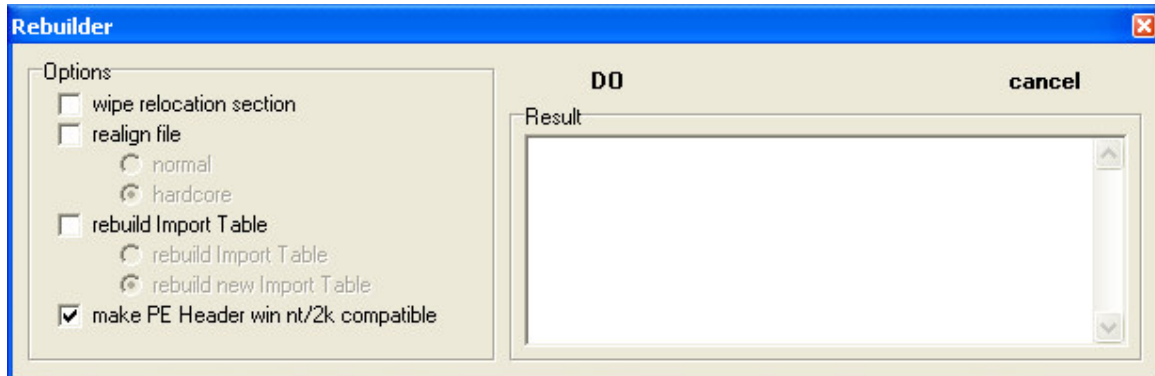 Rebuilder
Options
wipe relocation section
realign file
normal
hardcore
rebuild Import Table
rebuild Import Table
rebuild new Import Table
make PE Header win nt/2k compatible
DO
cancel
Result